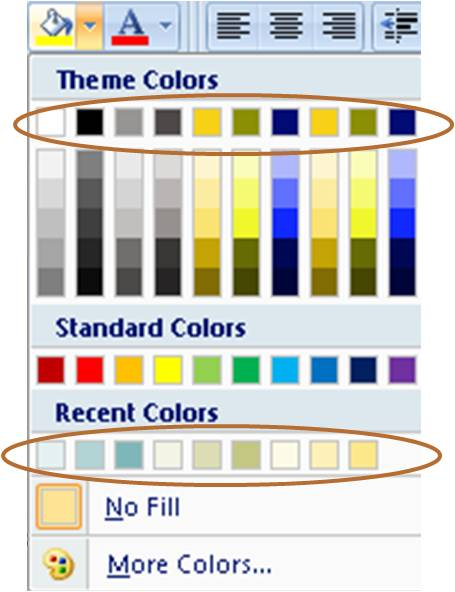 A
Theme Colors
Standard Colors
Recent Colors
No Fill
More Colors...